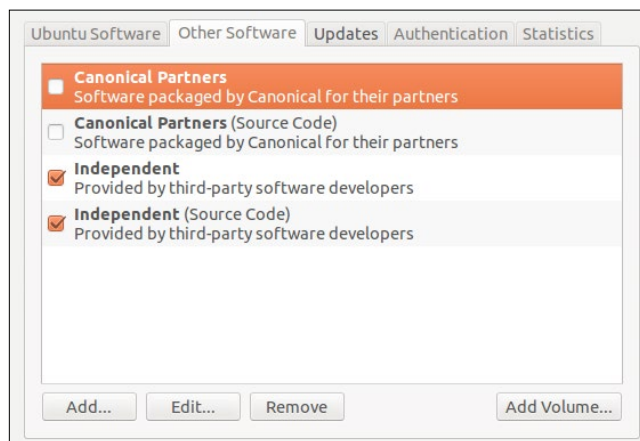 Ubuntu Software Other Software Updates Authentication Statistics
Canonical Partners
Software packaged by Canonical for their partners
Canonical Partners (Source Code)
Software packaged by Canonical for their partners
Independent
Provided by third-party software developers
Independent (Source Code)
Provided by third-party software developers
Add... Edit... Remove Add Volume...